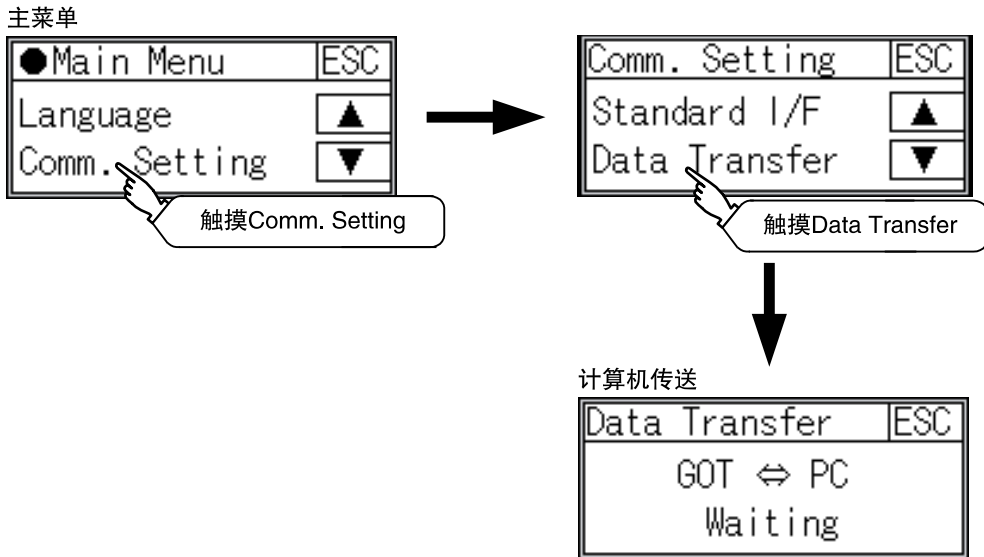 主菜单
●Main Menu ESC
Language ▲
Comm. Setting ▼
触摸Comm. Setting
Comm. Setting ESC
Standard I/F ▲
Data Transfer ▼
触摸Data Transfer
计算机传送
Data Transfer ESC
GOT ⇔ PC
Waiting